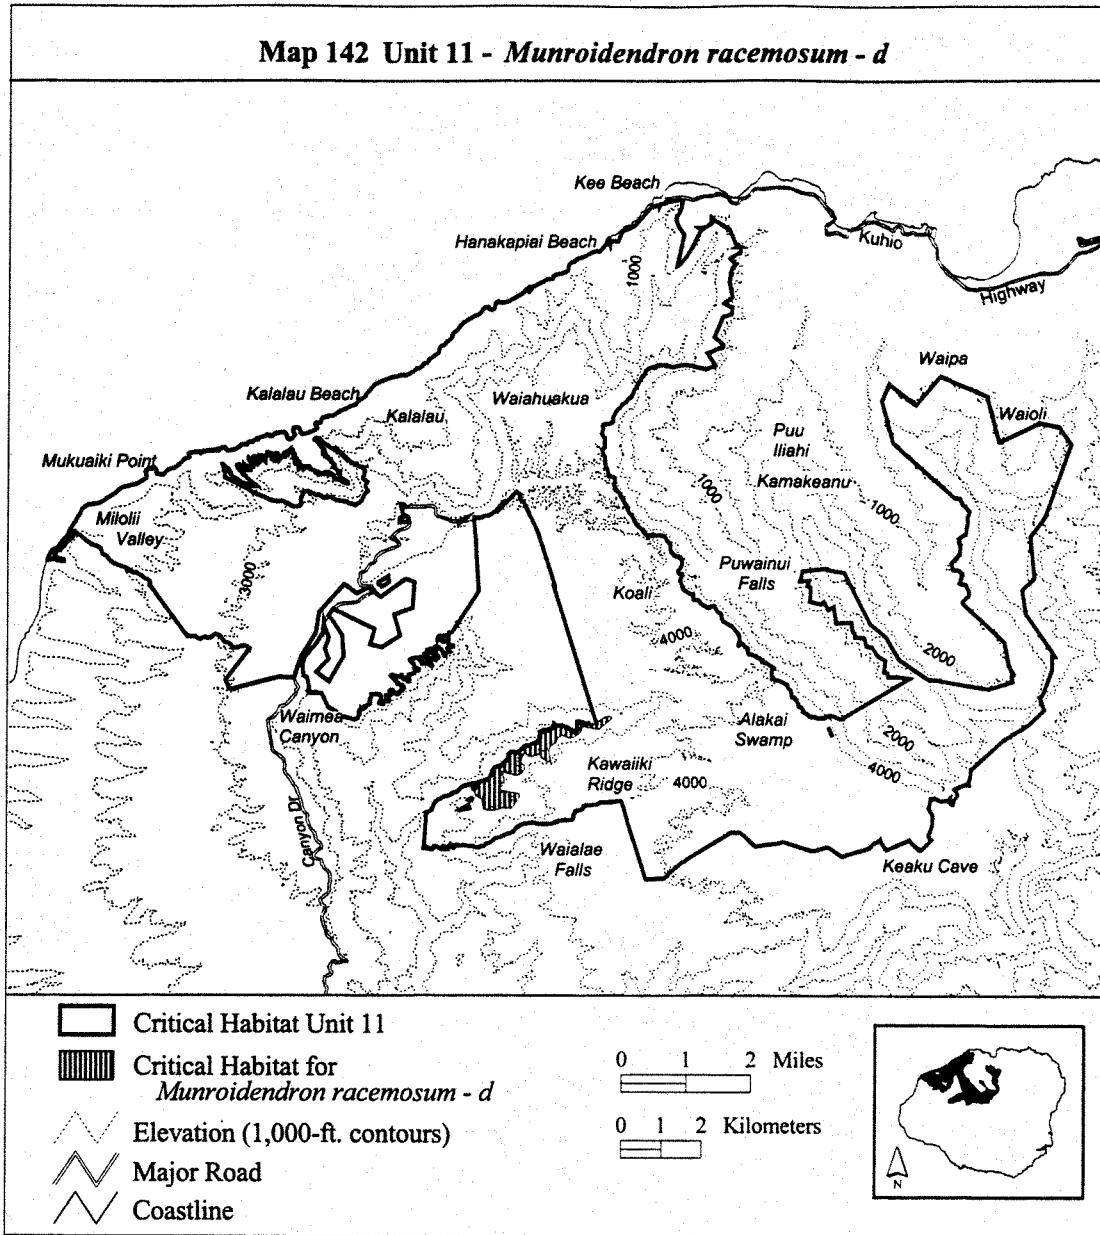 Map 142 Unit 11 - Munroidendron racemosum - d
Kee Beach
Hanakapiai Beach
Kuhio
Highway
1000
Waipa
Kalalau Beach
Kalalau
Waiahuakua
Waioli
Mukuaiki Point
Puu
Iliahi
Kamakeanu
1000
1000
Milolii
Valley
3000
Puwainui
Falls
Koali
4000
2000
Waimea
Canyon
Alakai
Swamp
2000
Kawaiiki
Ridge
4000
4000
Canyon Dr
Waialae
Falls
Keaku Cave
Critical Habitat Unit 11
Critical Habitat for
Munroidendron racemosum - d
Elevation (1,000-ft. contours)
Major Road
Coastline
0 1 2 Miles
0 1 2 Kilometers
N